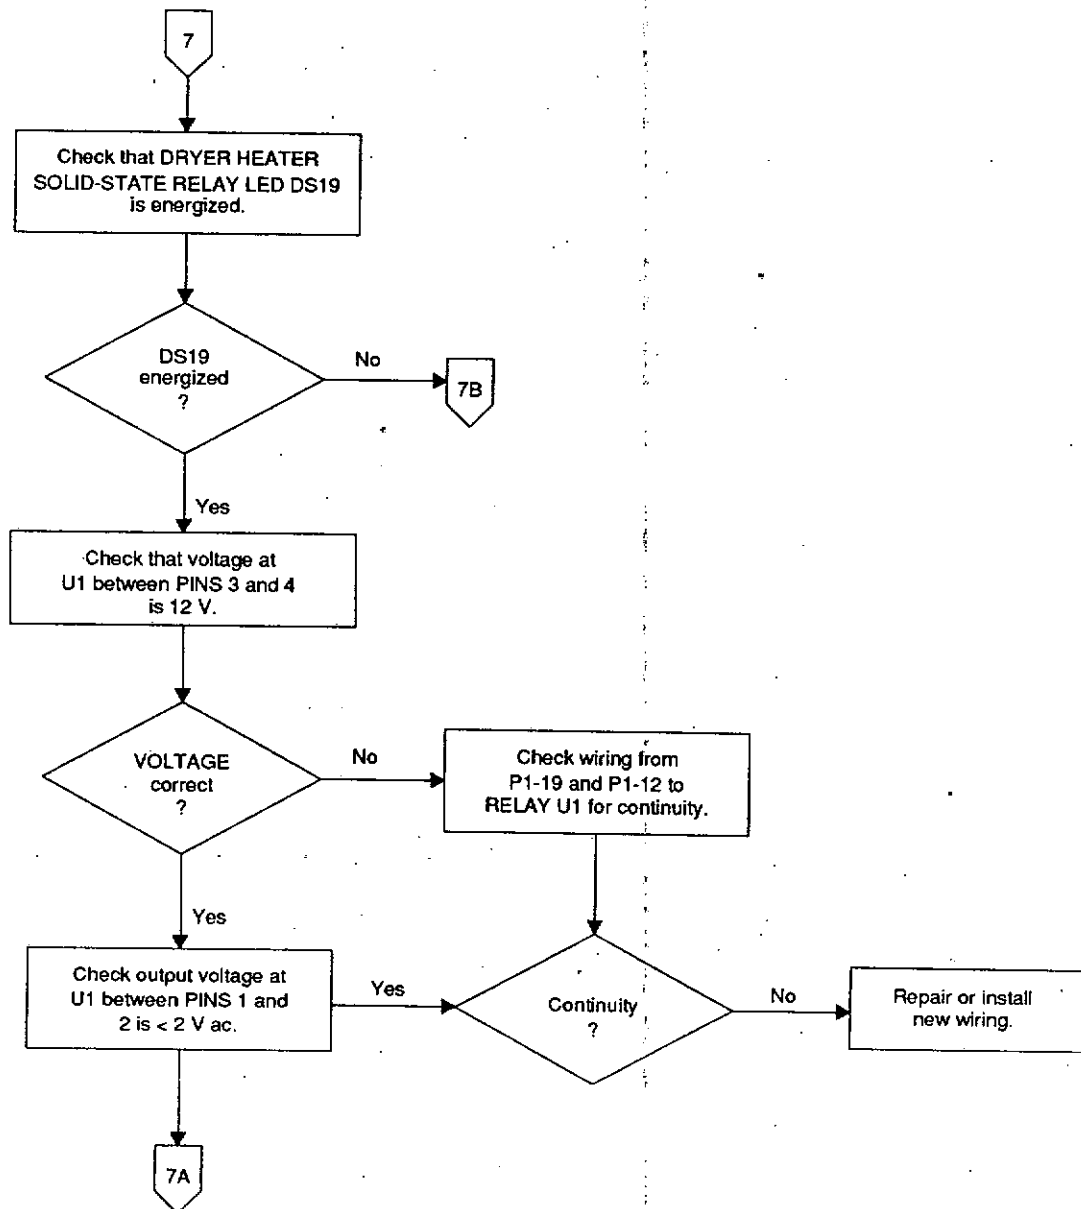 7
Check that DRYER HEATER
SOLID-STATE RELAY LED DS19
is energized.
DS19
energized
?
No
7B
Yes
Check that voltage at
U1 between PINS 3 and 4
is 12 V.
VOLTAGE
correct
?
No
Check wiring from
P1-19 and P1-12 to
RELAY U1 for continuity.
Yes
Check output voltage at
U1 between PINS 1 and
2 is < 2 V ac.
Yes
Continuity
?
No
Repair or install
new wiring.
7A